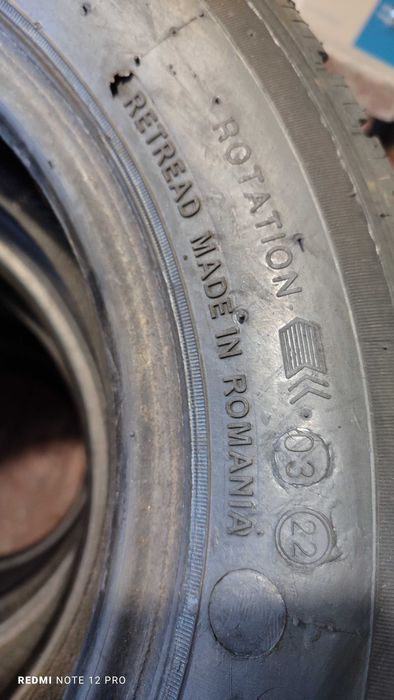 ROTATION
03 22
RETREAD MADE IN ROMANIA
REDMI NOTE 12 PRO